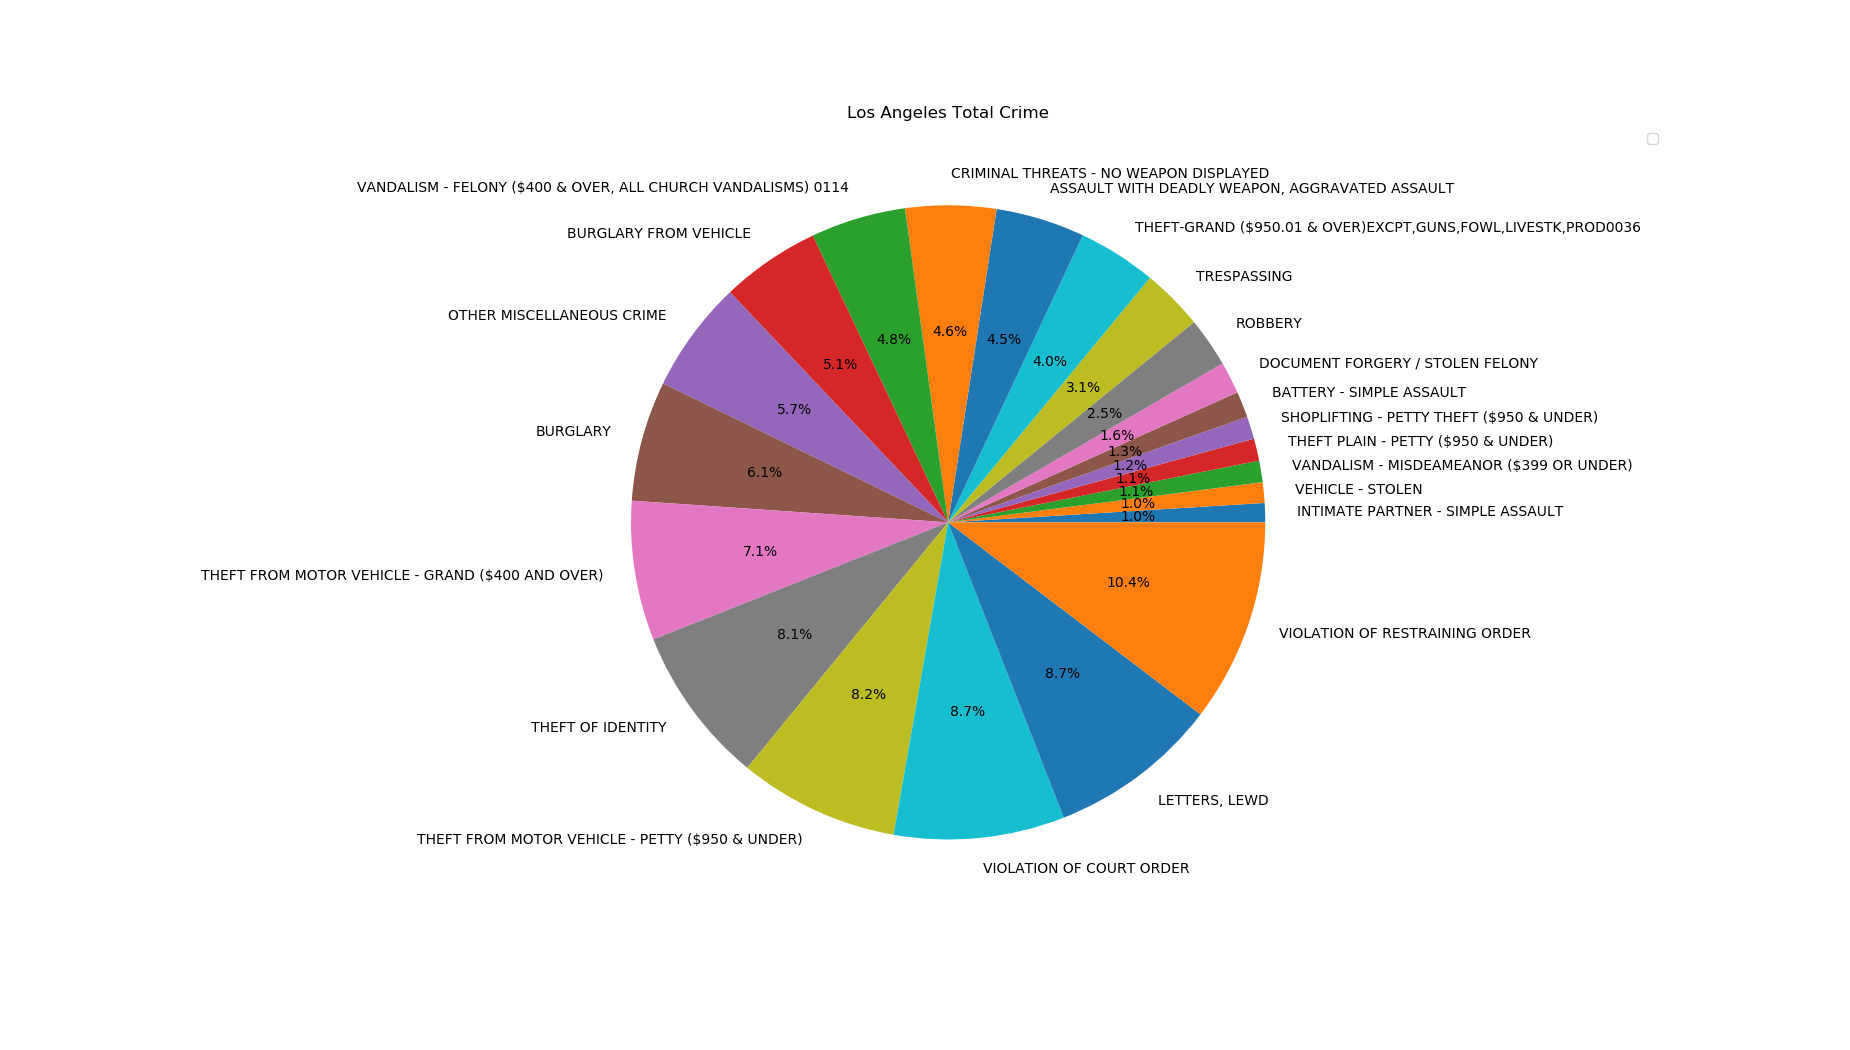 Los Angeles Total Crime
CRIMINAL THREATS - NO WEAPON DISPLAYED
VANDALISM - FELONY ($400 & OVER, ALL CHURCH VANDALISMS) 0114
ASSAULT WITH DEADLY WEAPON, AGGRAVATED ASSAULT
THEFT-GRAND ($950.01 & OVER)EXCPT,GUNS,FOWL,LIVESTK,PROD0036
BURGLARY FROM VEHICLE
TRESPASSING
OTHER MISCELLANEOUS CRIME
ROBBERY
4.6%
4.8%
4.5%
4.0%
5.1%
DOCUMENT FORGERY / STOLEN FELONY
3.1%
BATTERY - SIMPLE ASSAULT
5.7%
2.5%
SHOPLIFTING - PETTY THEFT ($950 & UNDER)
BURGLARY
1.6%
THEFT PLAIN - PETTY ($950 & UNDER)
1.3%
1.2%
VANDALISM - MISDEAMEANOR ($399 OR UNDER)
6.1%
1.1%
VEHICLE - STOLEN
1.1%
1.0%
INTIMATE PARTNER - SIMPLE ASSAULT
1.0%
7.1%
THEFT FROM MOTOR VEHICLE - GRAND ($400 AND OVER)
10.4%
8.1%
VIOLATION OF RESTRAINING ORDER
8.7%
8.2%
8.7%
THEFT OF IDENTITY
LETTERS, LEWD
THEFT FROM MOTOR VEHICLE - PETTY ($950 & UNDER)
VIOLATION OF COURT ORDER